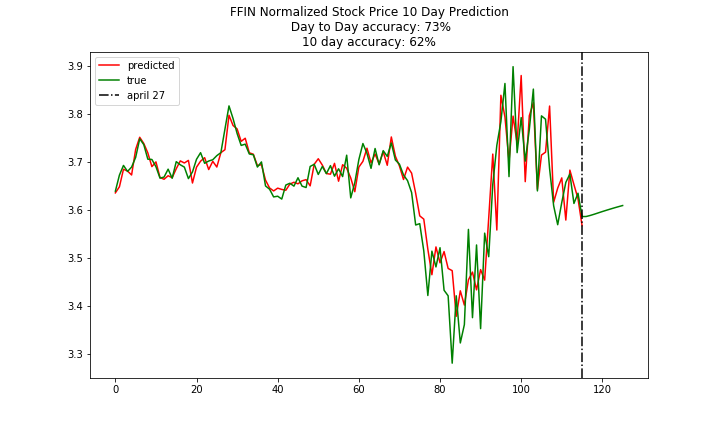 FFIN Normalized Stock Price 10 Day Prediction
Day to Day accuracy: 73%
10 day accuracy: 62%
predicted
true
april 27
3.9
3.8
3.7
3.6
3.5
3.4
3.3
0 20 40 60 80 100 120